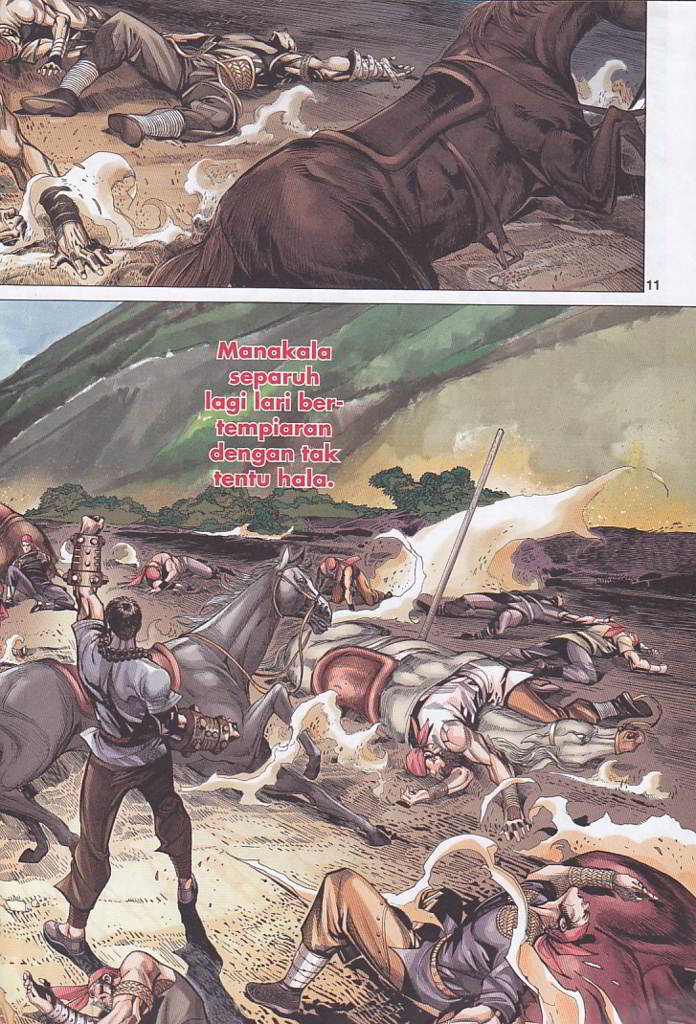 11
Manakala
separuh
lagi lari ber-
tempiaran
dengan tak
tentu hala.